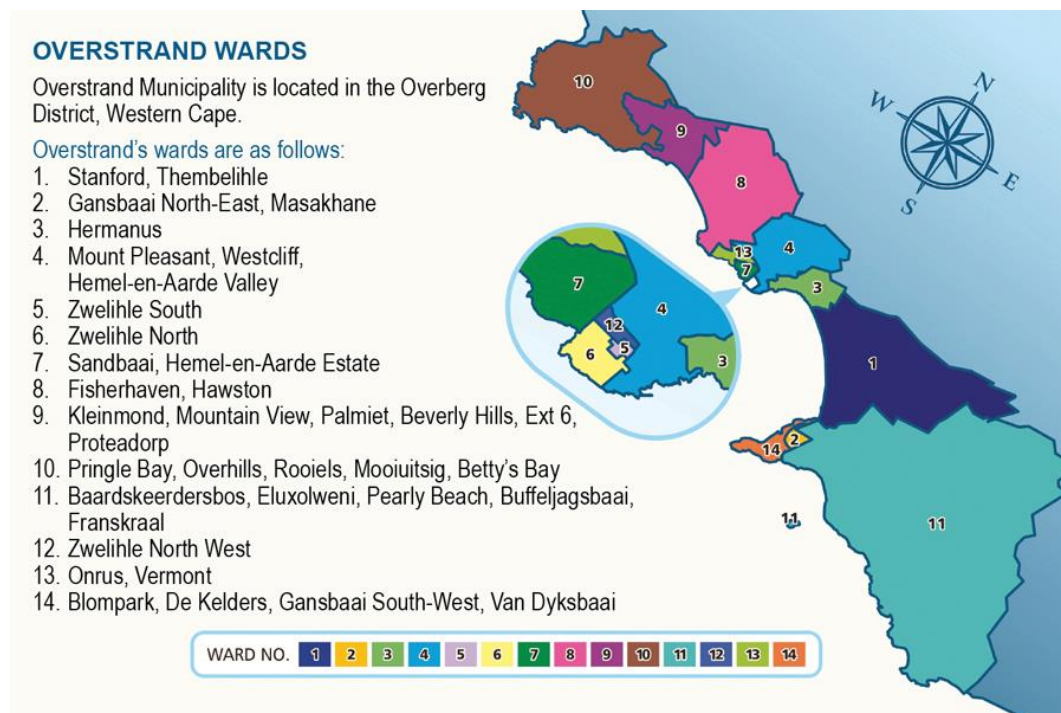 OVERSTRAND WARDS
Overstrand Municipality is located in the Overberg
District, Western Cape.
Overstrand's wards are as follows:
1. Stanford, Thembelihle
2. Gansbaai North-East, Masakhane
3. Hermanus
4. Mount Pleasant, Westcliff,
Hemel-en-Aarde Valley
5. Zwelihle South
6. Zwelihle North
7. Sandbaai, Hemel-en-Aarde Estate
8. Fisherhaven, Hawston
9. Kleinmond, Mountain View, Palmiet, Beverly Hills, Ext 6,
Proteadorp
10. Pringle Bay, Overhills, Rooiels, Mooiuitsig, Betty's Bay
11. Baardskeerdersbos, Eluxolweni, Pearly Beach, Buffeljagsbaai,
Franskraal
12. Zwelihle North West
13. Onrus, Vermont
14. Blompark, De Kelders, Gansbaai South-West, Van Dyksbaai
10
9
8
13
7
4
3
1
2
14
11
11
7
4
12
5
6
3
N
W
E
S
WARD NO. 1 2 3 4 5 6 7 8 9 10 11 12 13 14